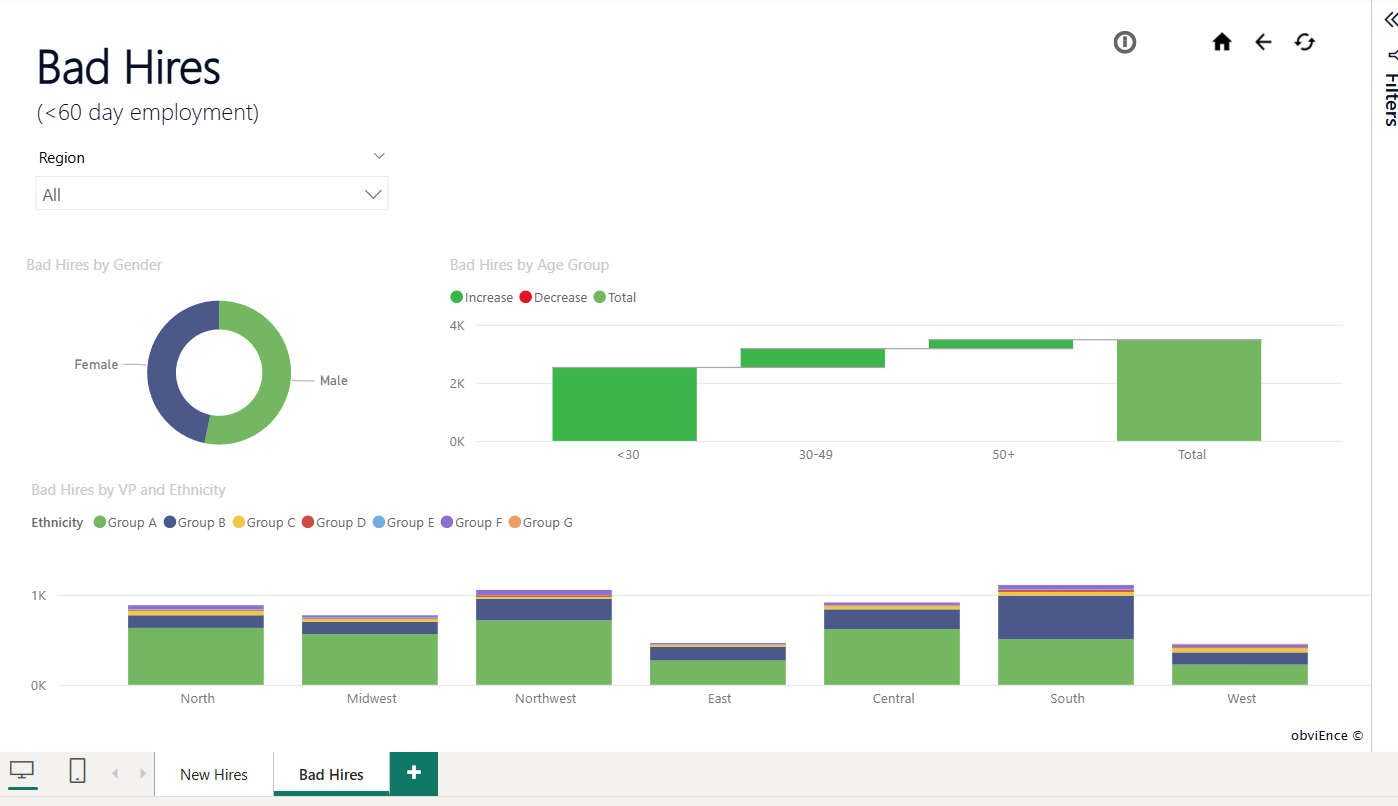 Bad Hires
(<60 day employment)
Filters
Region
All
Bad Hires by Gender
Female
Male
Bad Hires by Age Group
Increase Decrease Total
4K
2K
0K
<30 30-49 50+ Total
Bad Hires by VP and Ethnicity
Ethnicity Group A Group B Group C Group D Group E Group F Group G
1K
0K
North Midwest Northwest East Central South West
obviEnce ©
New Hires Bad Hires +